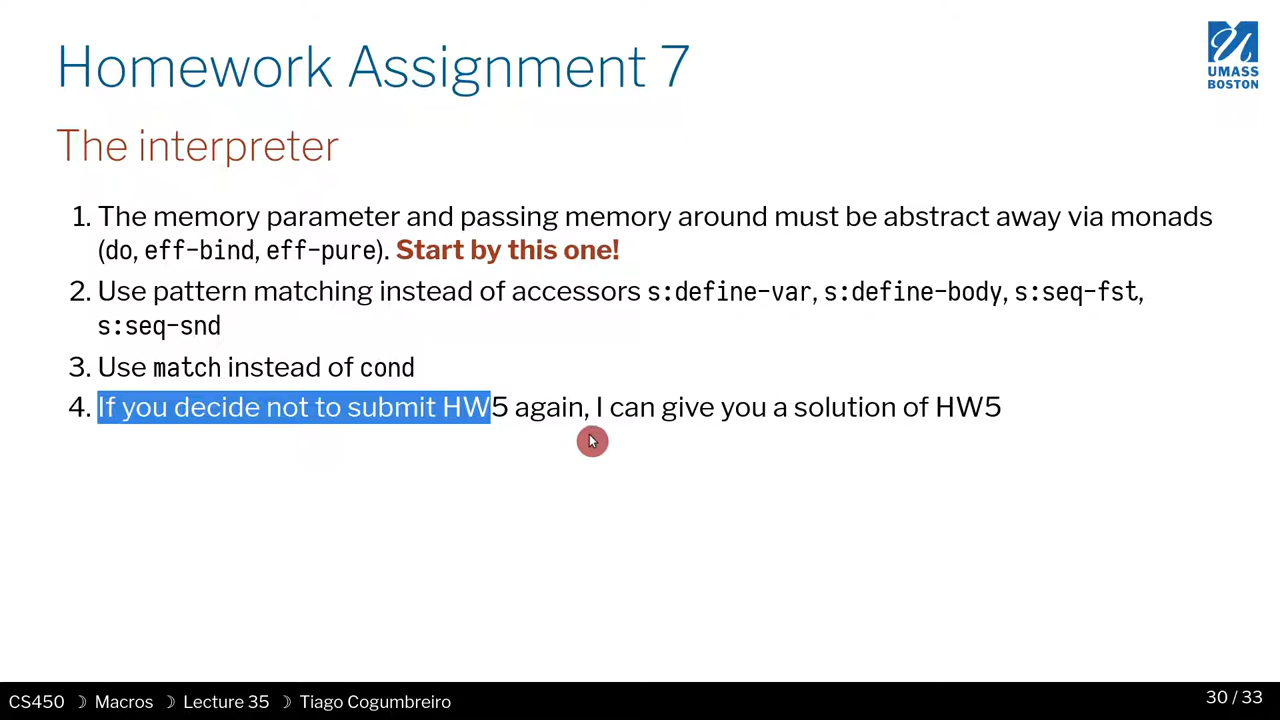 Homework Assignment 7
UMASS
BOSTON
The interpreter
1. The memory parameter and passing memory around must be abstract away via monads
(do, eff-bind, eff-pure). Start by this one!
2. Use pattern matching instead of accessors s:define-var, s:define-body, s:seq-fst,
s:seq-snd
3. Use match instead of cond
4. If you decide not to submit HW5 again, I can give you a solution of HW5
CS450 ☽ Macros ☽ Lecture 35 ☽ Tiago Cogumbreiro
30 / 33